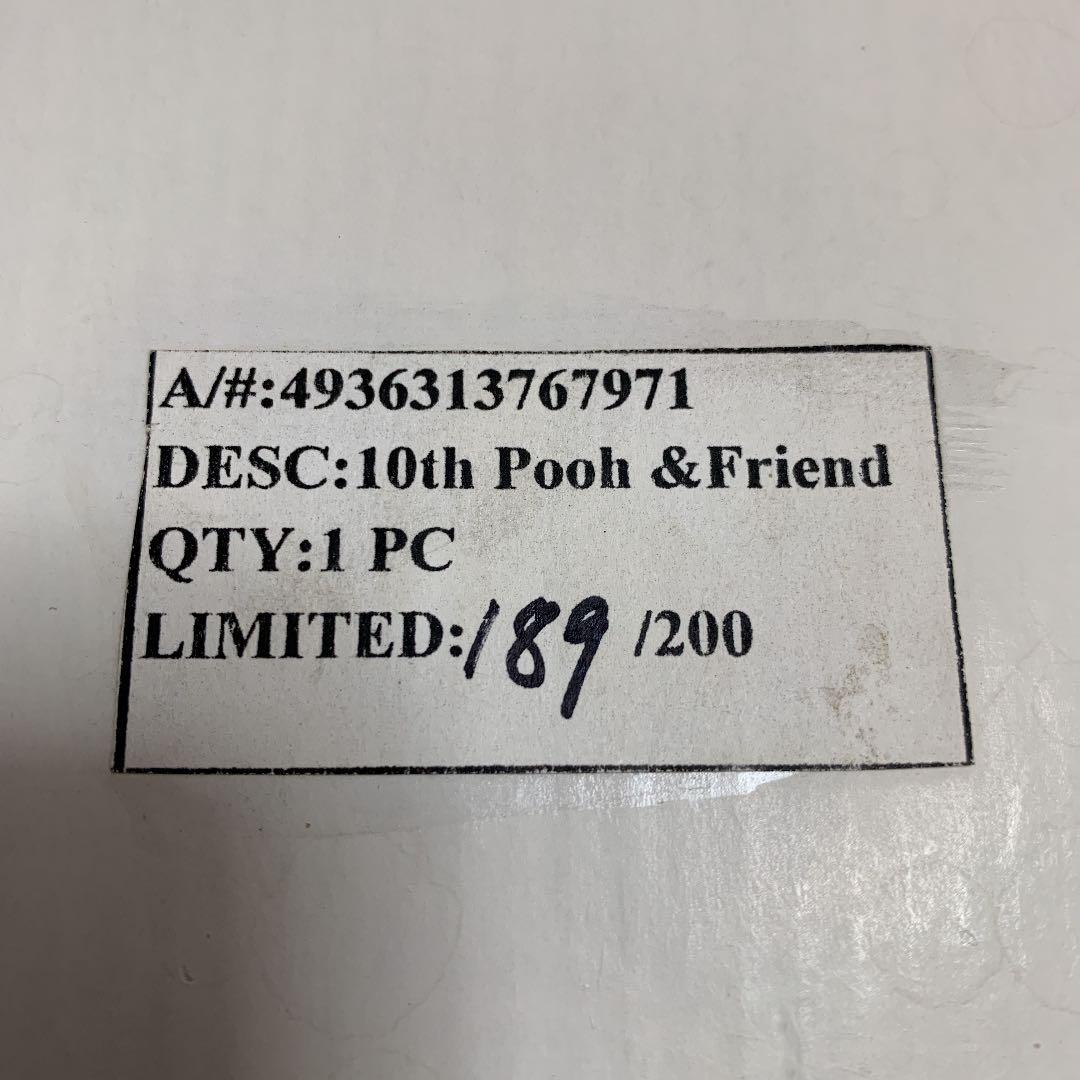 A/#:4936313767971
DESC:10th Pooh &Friend
QTY:1 PC
LIMITED:189 /200